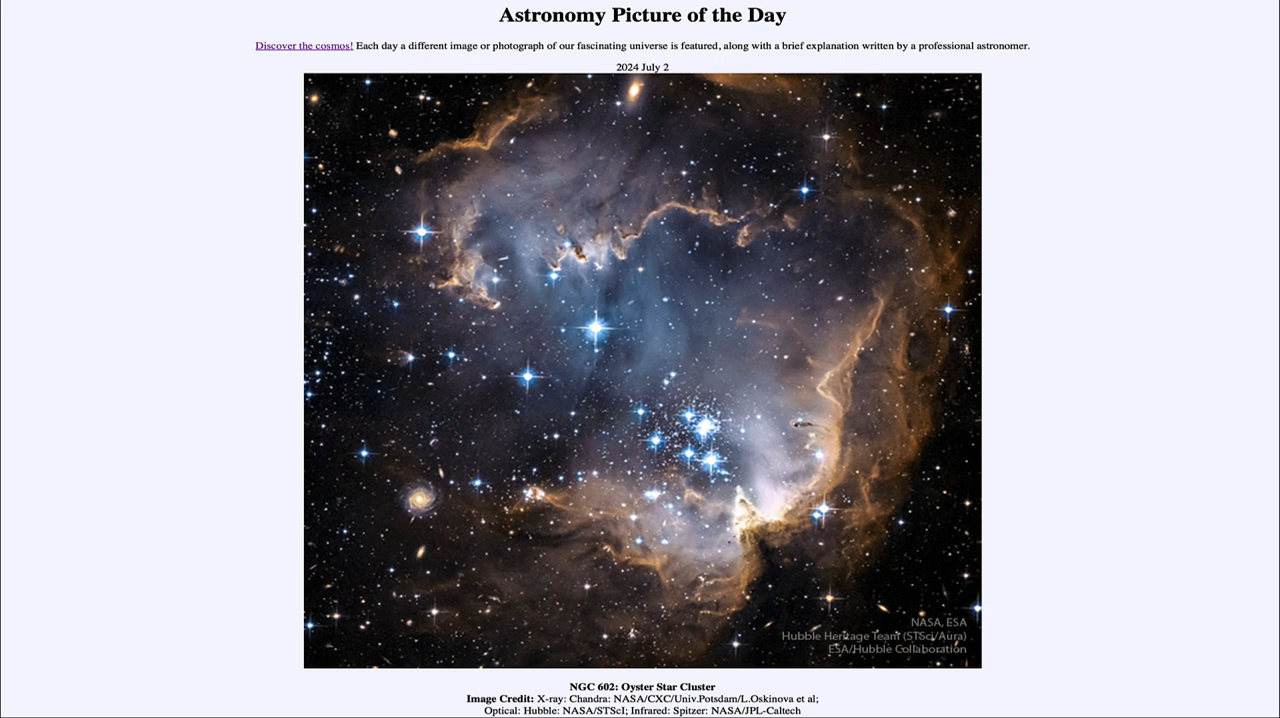 Astronomy Picture of the Day
Discover the cosmos! Each day a different image or photograph of our fascinating universe is featured, along with a brief explanation written by a professional astronomer.
2024 July 2
NASA, ESA
Hubble Heritage Team (STScI/Aura)
ESA/Hubble Collaboration
NGC 602: Oyster Star Cluster
Image Credit: X-ray: Chandra: NASA/CXC/Univ.Potsdam/L.Oskinova et al;
Optical: Hubble: NASA/STScI; Infrared: Spitzer: NASA/JPL-Caltech